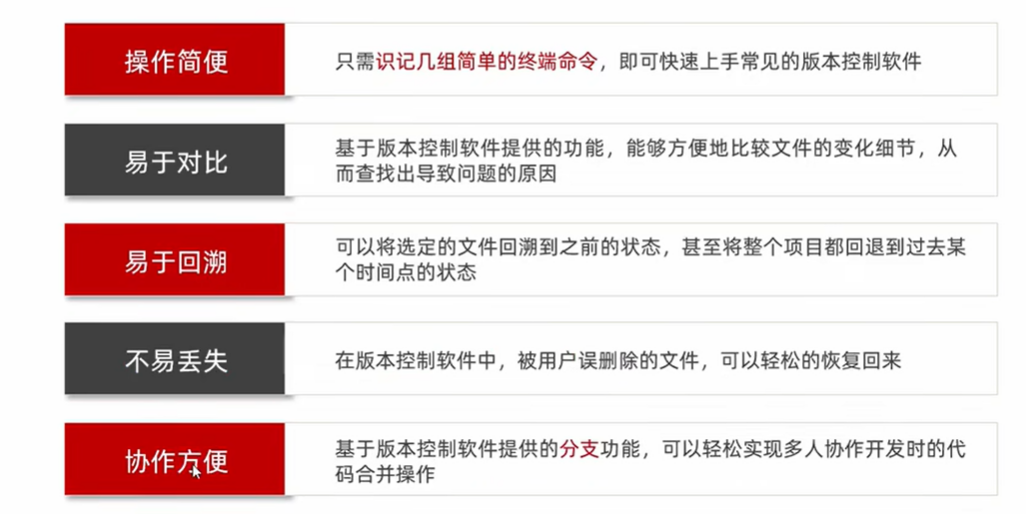 操作简便
只需识记几组简单的终端命令，即可快速上手常见的版本控制软件
易于对比
基于版本控制软件提供的功能，能够方便地比较文件的变化细节，从
而查找出导致问题的原因
易于回溯
可以将选定的文件回溯到之前的状态，甚至将整个项目都回退到过去某
个时间点的状态
不易丢失
在版本控制软件中，被用户误删除的文件，可以轻松的恢复回来
协作方便
基于版本控制软件提供的分支功能，可以轻松实现多人协作开发时的代
码合并操作